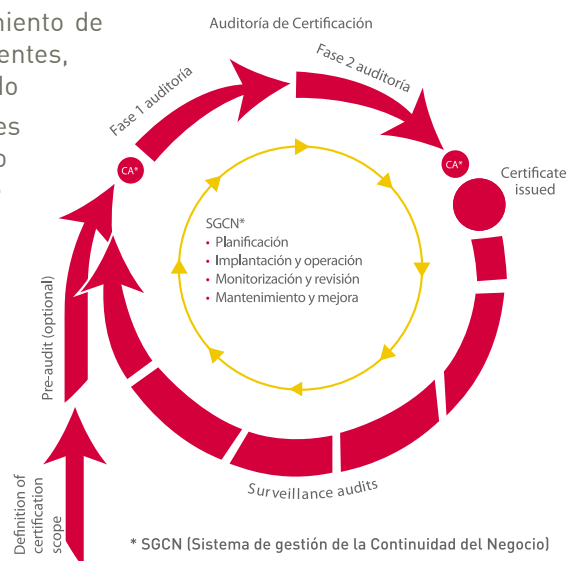 miento de
entes,
do
es
o
Auditoría de Certificación
Fase 1 auditoría
Fase 2 auditoría
CA*
CA*
Certificate
issued
SGCN*
• Planificación
• Implantación y operación
• Monitorización y revisión
• Mantenimiento y mejora
Pre-audit (optional)
Definition of
certification
scope
Surveillance audits
* SGCN (Sistema de gestión de la Continuidad del Negocio)